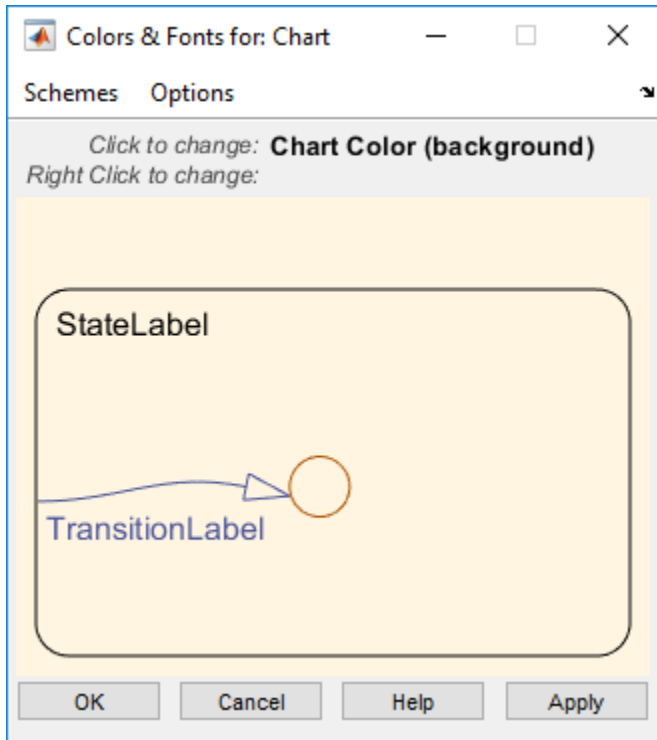 Colors & Fonts for: Chart
Schemes Options
Click to change: Chart Color (background)
Right Click to change:
StateLabel
TransitionLabel
OK Cancel Help Apply